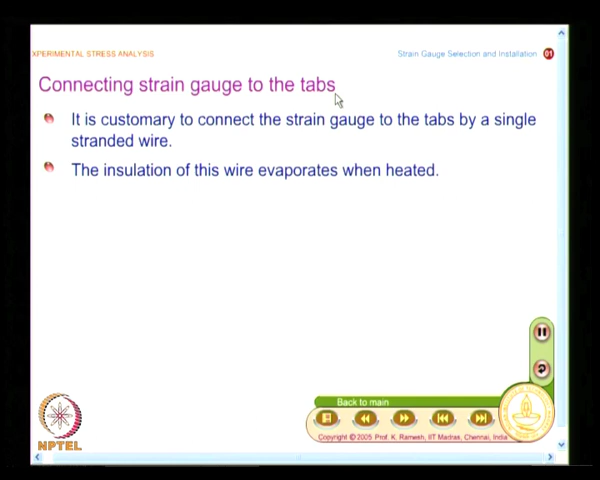 XPERIMENTAL STRESS ANALYSIS
Strain Gauge Selection and Installation 01
Connecting strain gauge to the tabs
It is customary to connect the strain gauge to the tabs by a single
stranded wire.
The insulation of this wire evaporates when heated.
Back to main
Copyright © 2005 Prof. K. Ramesh, IIT Madras, Chennai, India
NPTEL